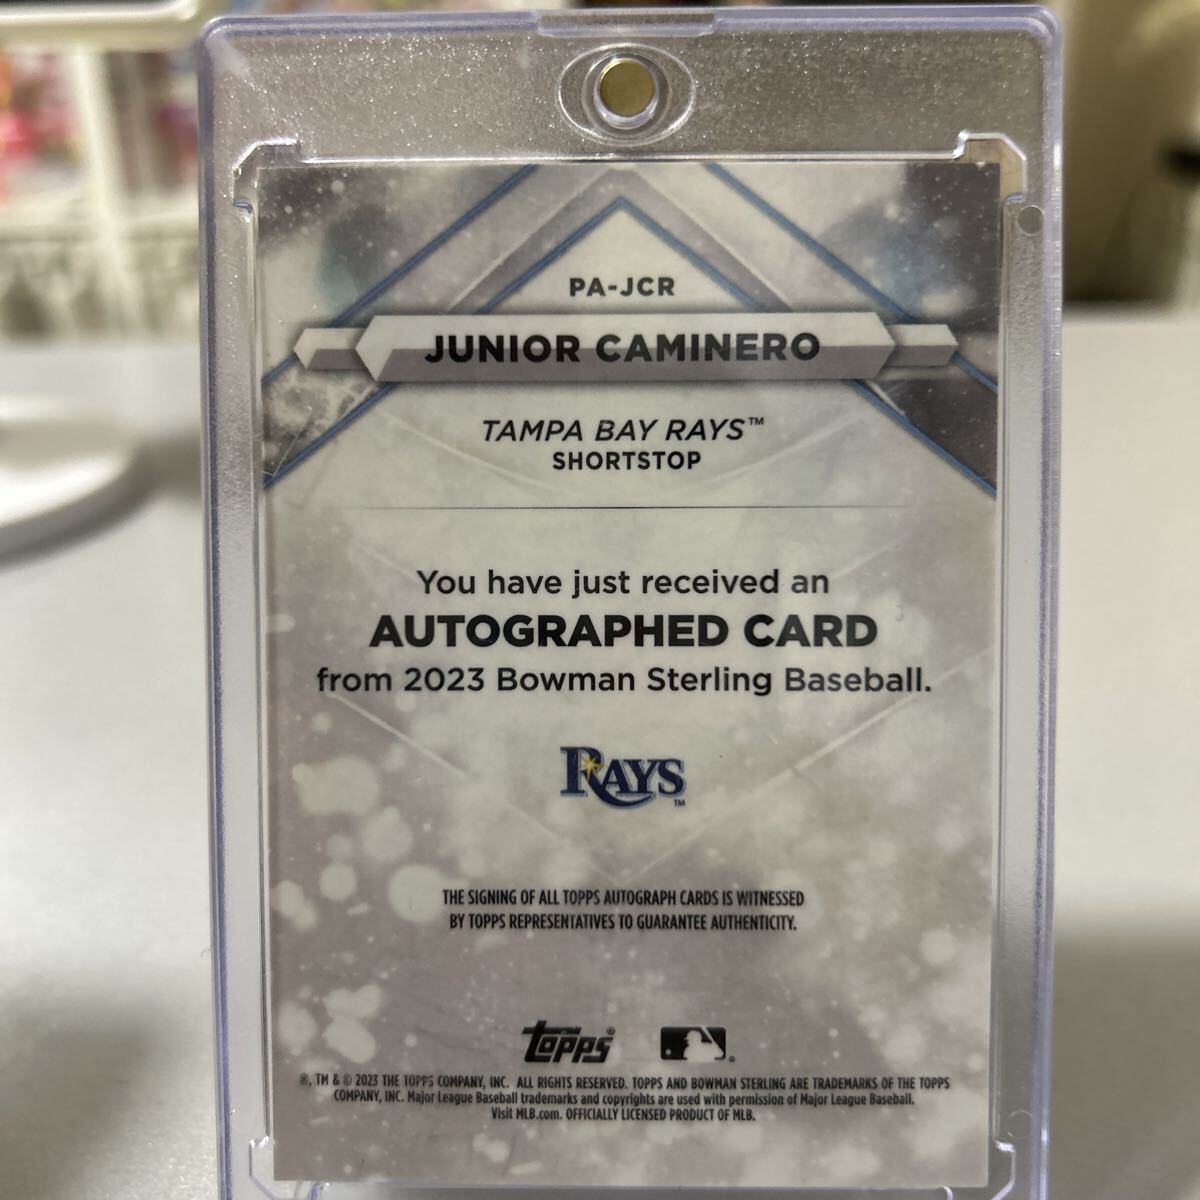 PA-JCR
JUNIOR CAMINERO
TAMPA BAY RAYS™
SHORTSTOP
You have just received an
AUTOGRAPHED CARD
from 2023 Bowman Sterling Baseball.
RAYS™
THE SIGNING OF ALL TOPPS AUTOGRAPH CARDS IS WITNESSED
BY TOPPS REPRESENTATIVES TO GUARANTEE AUTHENTICITY.
Topps®
®, TM & © 2023 THE TOPPS COMPANY, INC. ALL RIGHTS RESERVED. TOPPS AND BOWMAN STERLING ARE TRADEMARKS OF THE TOPPS
COMPANY, INC. Major League Baseball trademarks and copyrights are used with permission of Major League Baseball.
Visit MLB.com. OFFICIALLY LICENSED PRODUCT OF MLB.